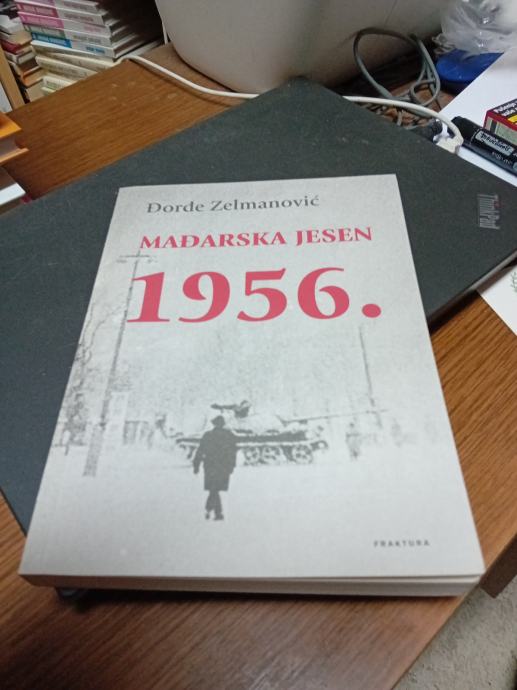 Đorđe Zelmanović
MAĐARSKA JESEN
1956.
FRAKTURA
ThinkPad